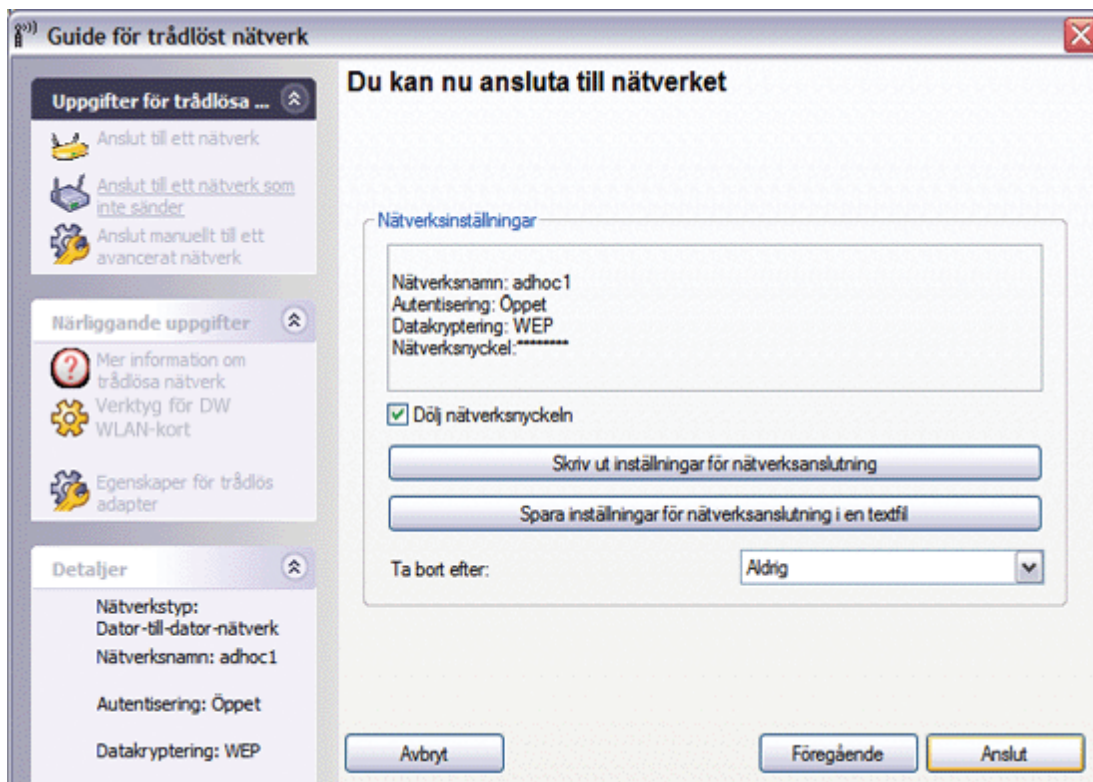 Guide för trådlöst nätverk
Uppgifter för trådlösa ...
Anslut till ett nätverk
Anslut till ett nätverk som
inte sänder
Anslut manuellt till ett
avancerat nätverk
Närliggande uppgifter
Mer information om
trådlösa nätverk
Verktyg för DW
WLAN-kort
Egenskaper för trådlös
adapter
Detaljer
Nätverkstyp:
Dator-till-dator-nätverk
Nätverksnamn: adhoc1
Autentisering: Öppet
Datakryptering: WEP
Du kan nu ansluta till nätverket
Nätverksinställningar
Nätverksnamn: adhoc1
Autentisering: Öppet
Datakryptering: WEP
Nätverksnyckel:********
Dölj nätverksnyckeln
Skriv ut inställningar för nätverksanslutning
Spara inställningar för nätverksanslutning i en textfil
Ta bort efter: Aldrig
Avbryt Föregående Anslut